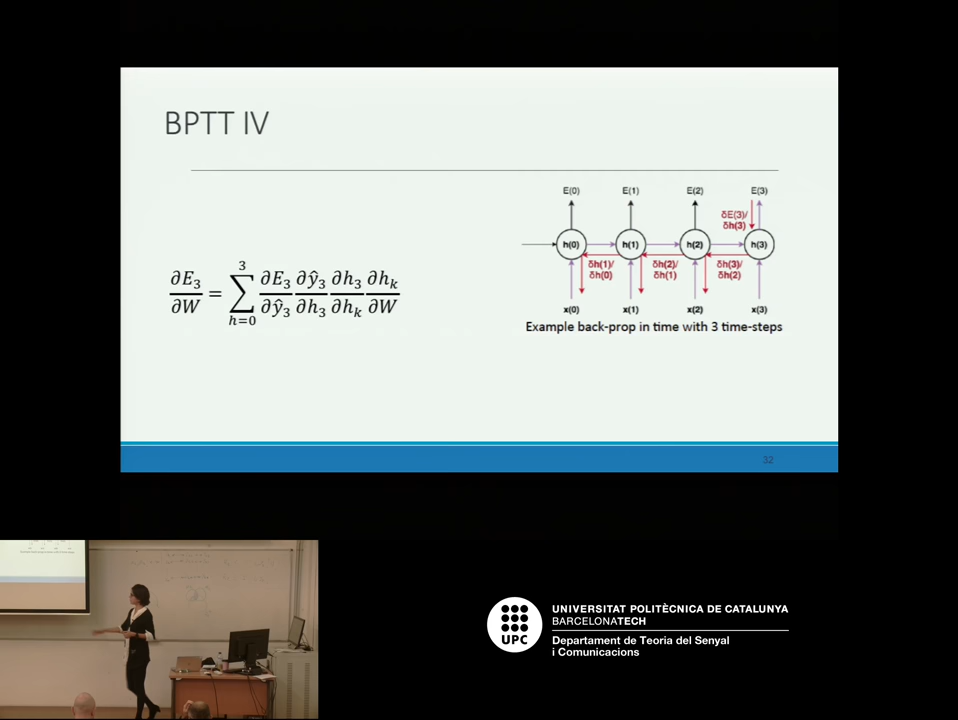 BPTT IV
E(0) E(1) E(2) E(3)
δE(3)/
δh(3)
h(0) h(1) h(2) h(3)
δh(1)/ δh(2)/ δh(3)/
δh(0) δh(1) δh(2)
x(0) x(1) x(2) x(3)
Example back-prop in time with 3 time-steps
∂E₃/∂W = ∑_{h=0}^{3} ∂E₃/∂ŷ₃ ∂ŷ₃/∂h₃ ∂h₃/∂hₖ ∂hₖ/∂W
32
UPC
UNIVERSITAT POLITÈCNICA DE CATALUNYA
BARCELONATECH
Departament de Teoria del Senyal
i Comunicacions